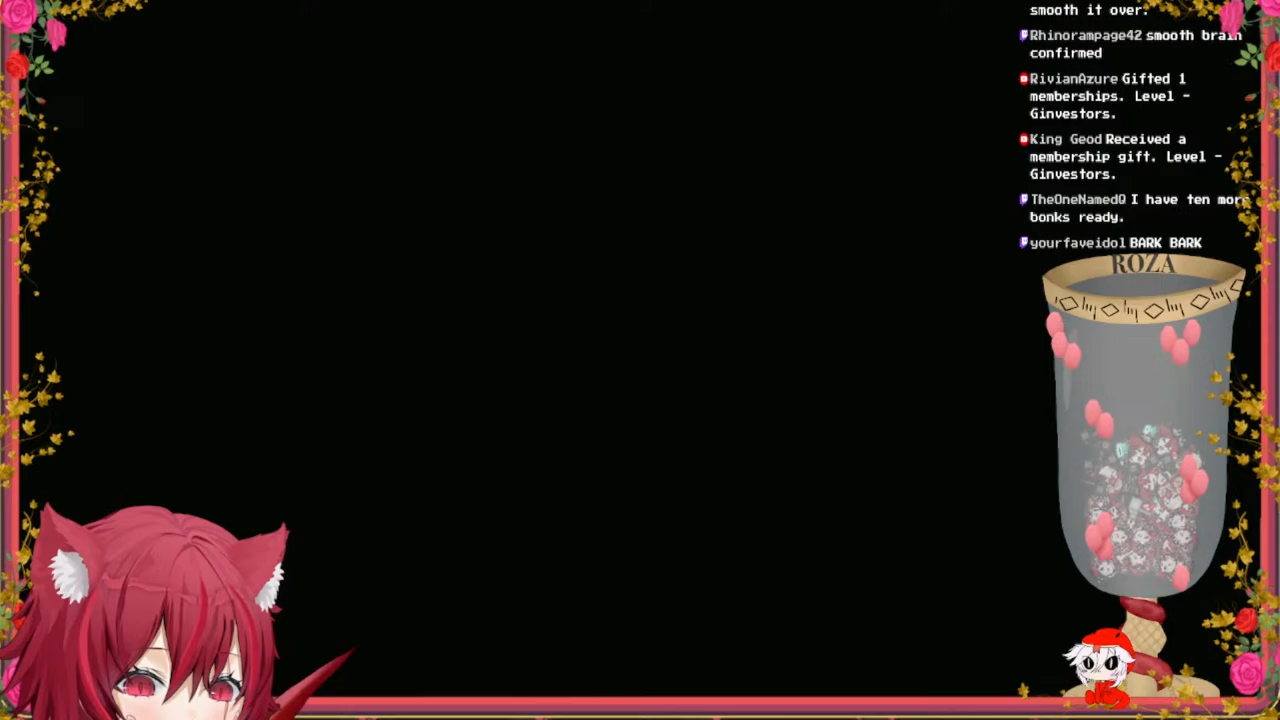 smooth it over.
Rhinorampage42 smooth brain
confirmed
RivianAzure Gifted 1
memberships. Level -
Ginvestors.
King Geod Received a
membership gift. Level -
Ginvestors.
TheOneNamedQ I have ten more
bonks ready.
yourfaveidol BARK BARK
ROZA